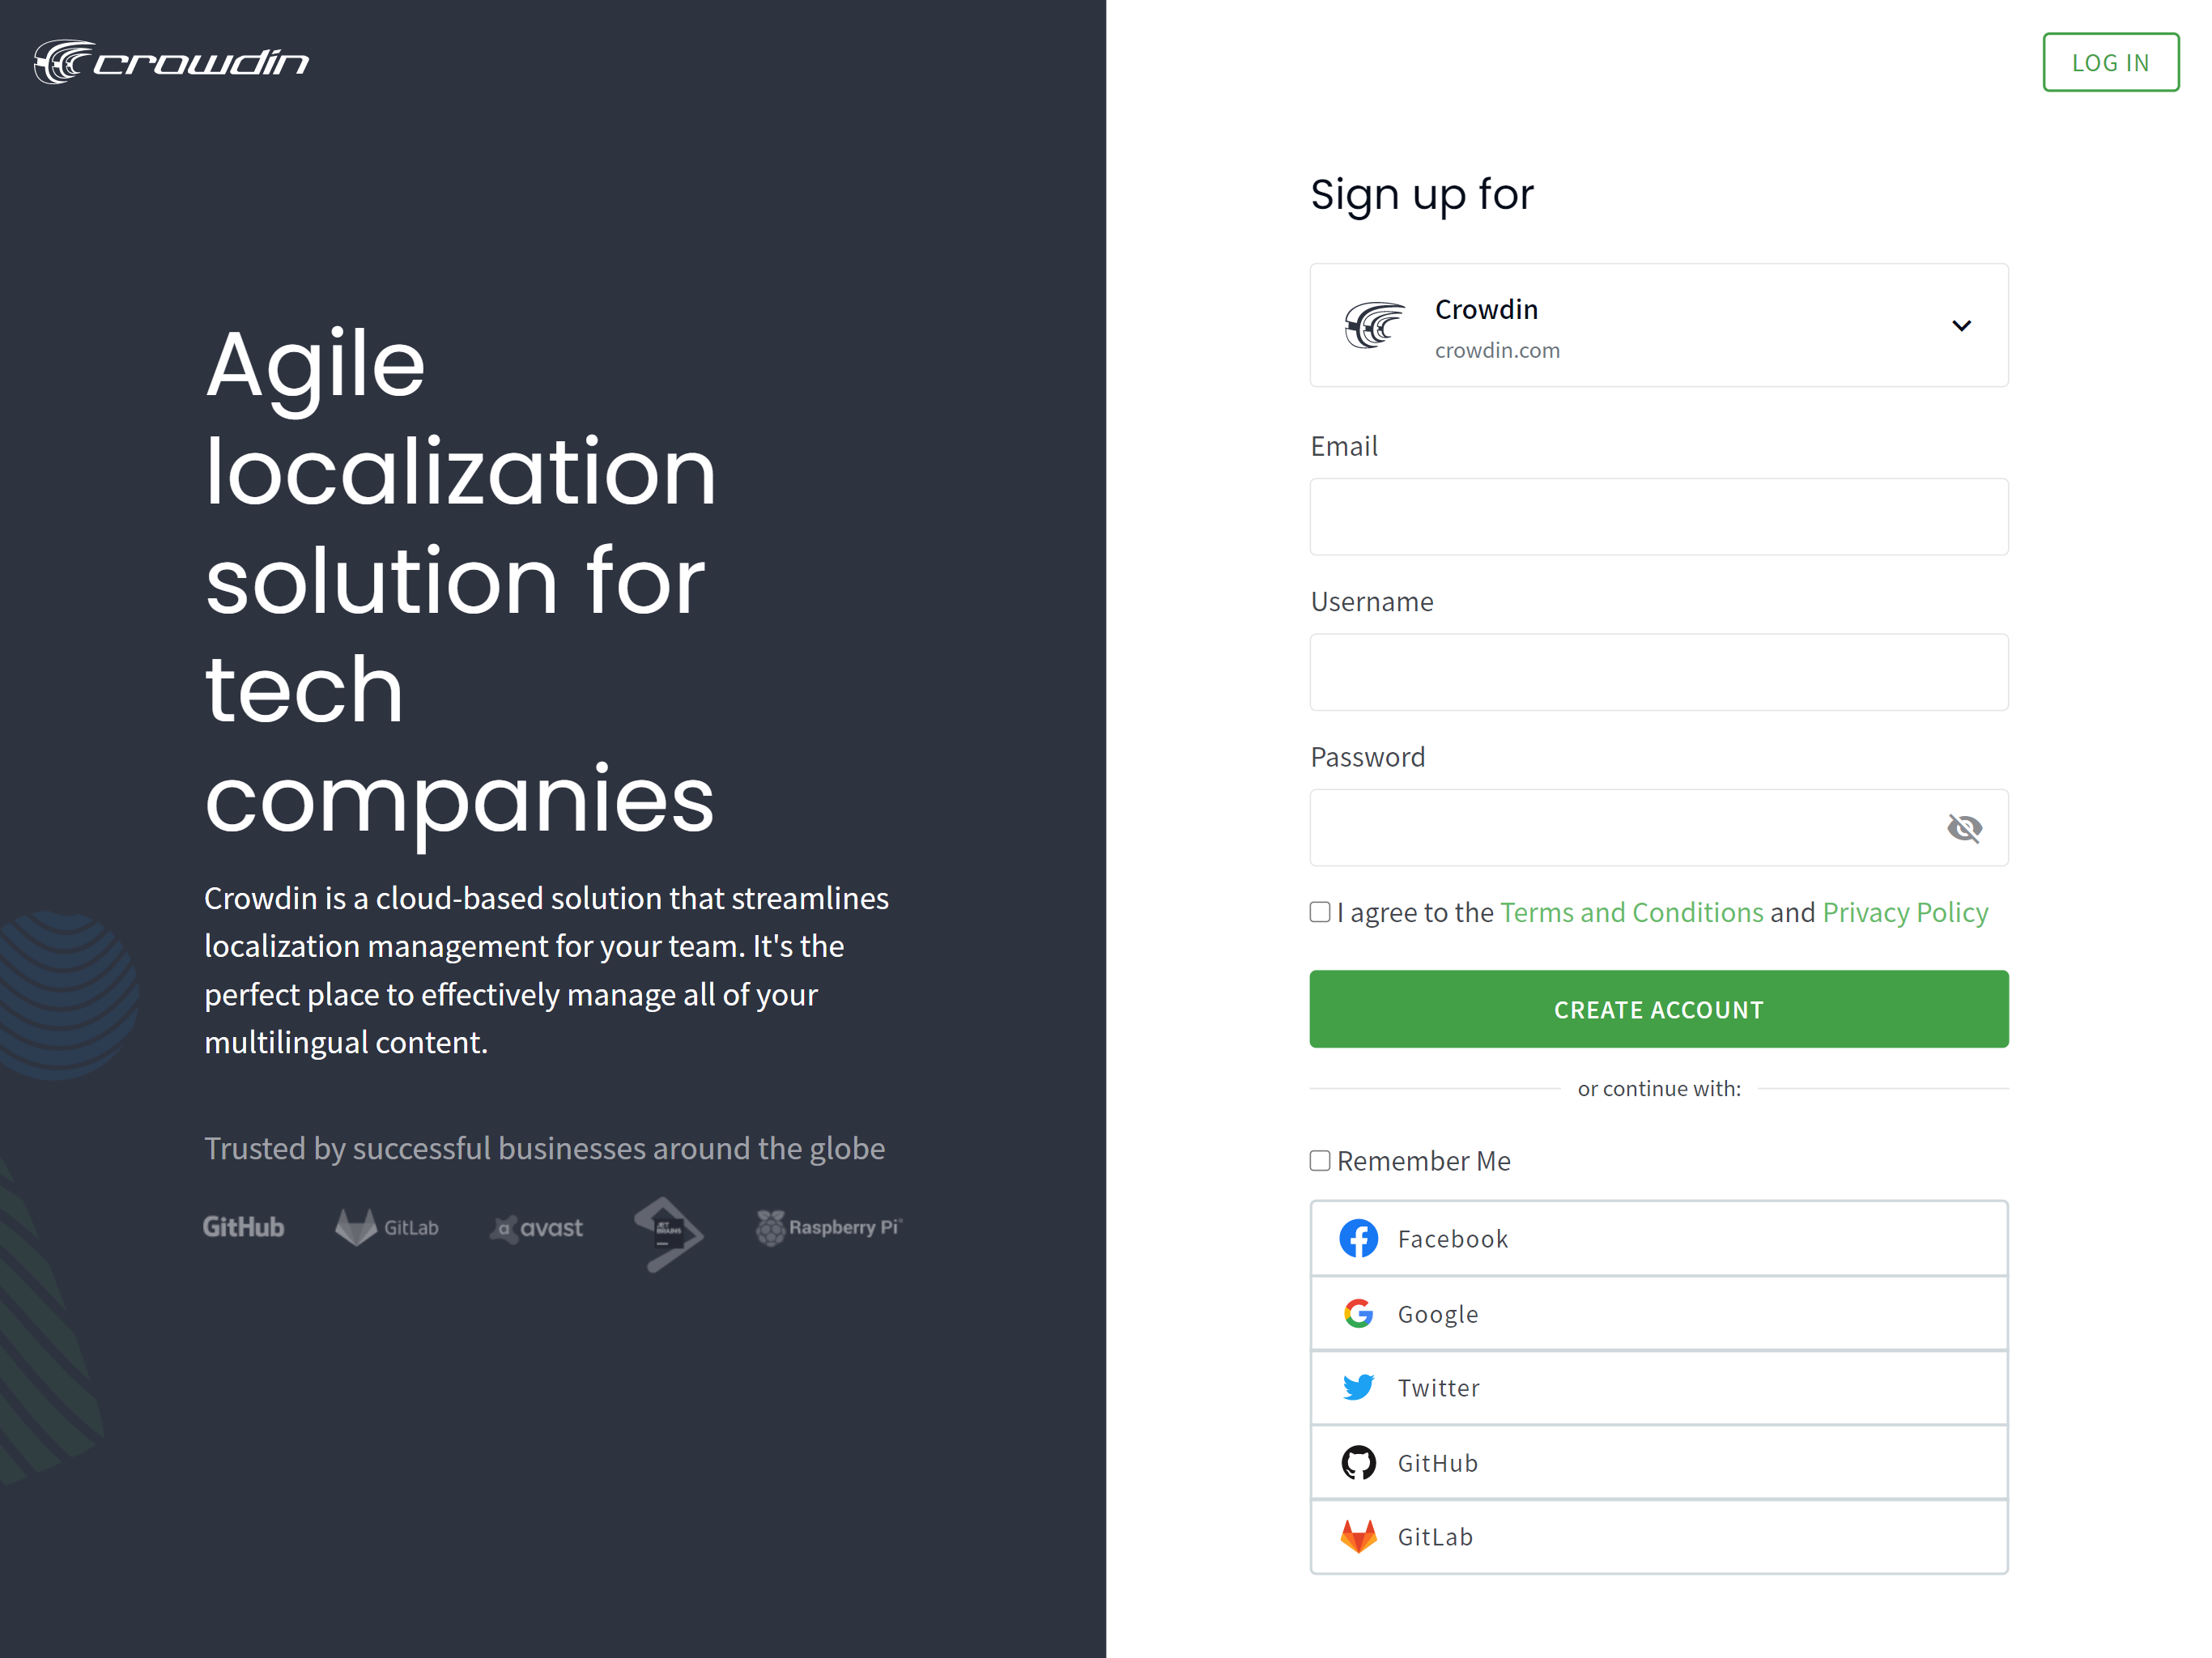 crowdin
LOG IN
Agile
localization
solution for
tech
companies
Crowdin is a cloud-based solution that streamlines
localization management for your team. It's the
perfect place to effectively manage all of your
multilingual content.
Trusted by successful businesses around the globe
GitHub
GitLab
a avast
JET
BRAINS
Raspberry Pi
Sign up for
Crowdin
crowdin.com
Email
Username
Password
I agree to the Terms and Conditions and Privacy Policy
CREATE ACCOUNT
or continue with:
Remember Me
Facebook
Google
Twitter
GitHub
GitLab